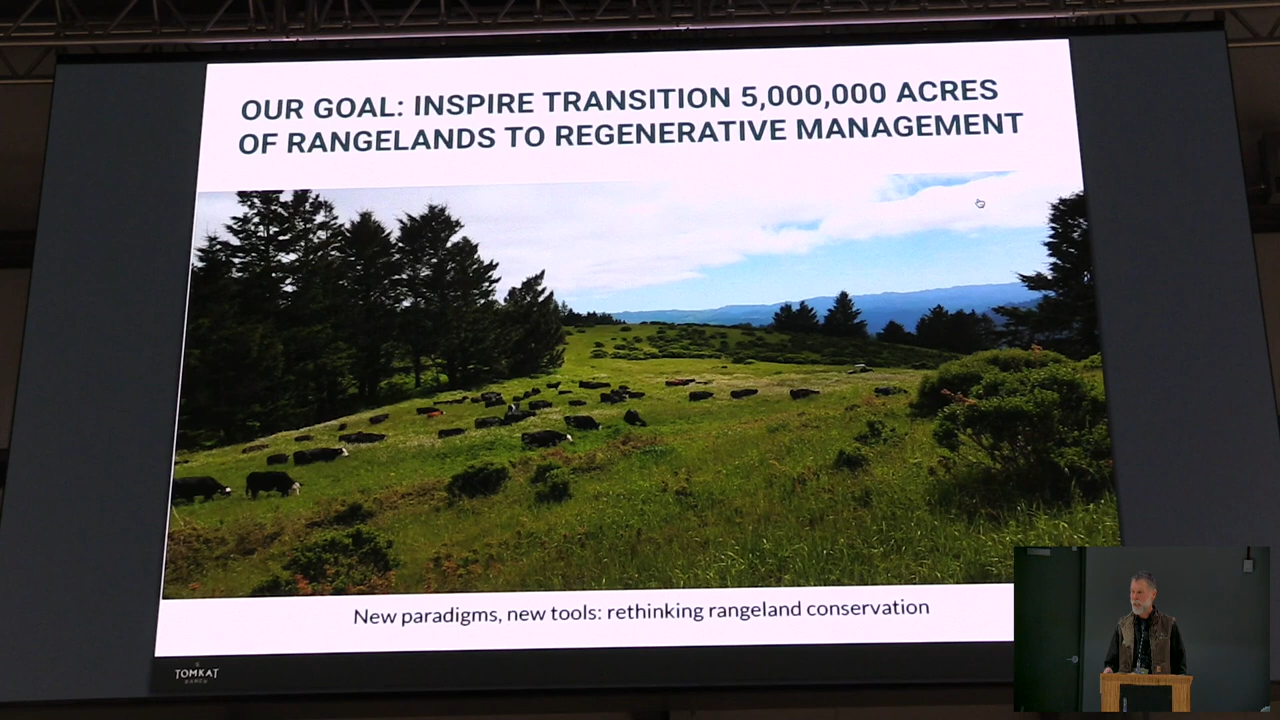 OUR GOAL: INSPIRE TRANSITION 5,000,000 ACRES
OF RANGELANDS TO REGENERATIVE MANAGEMENT
New paradigms, new tools: rethinking rangeland conservation
TOMKAT
RANCH